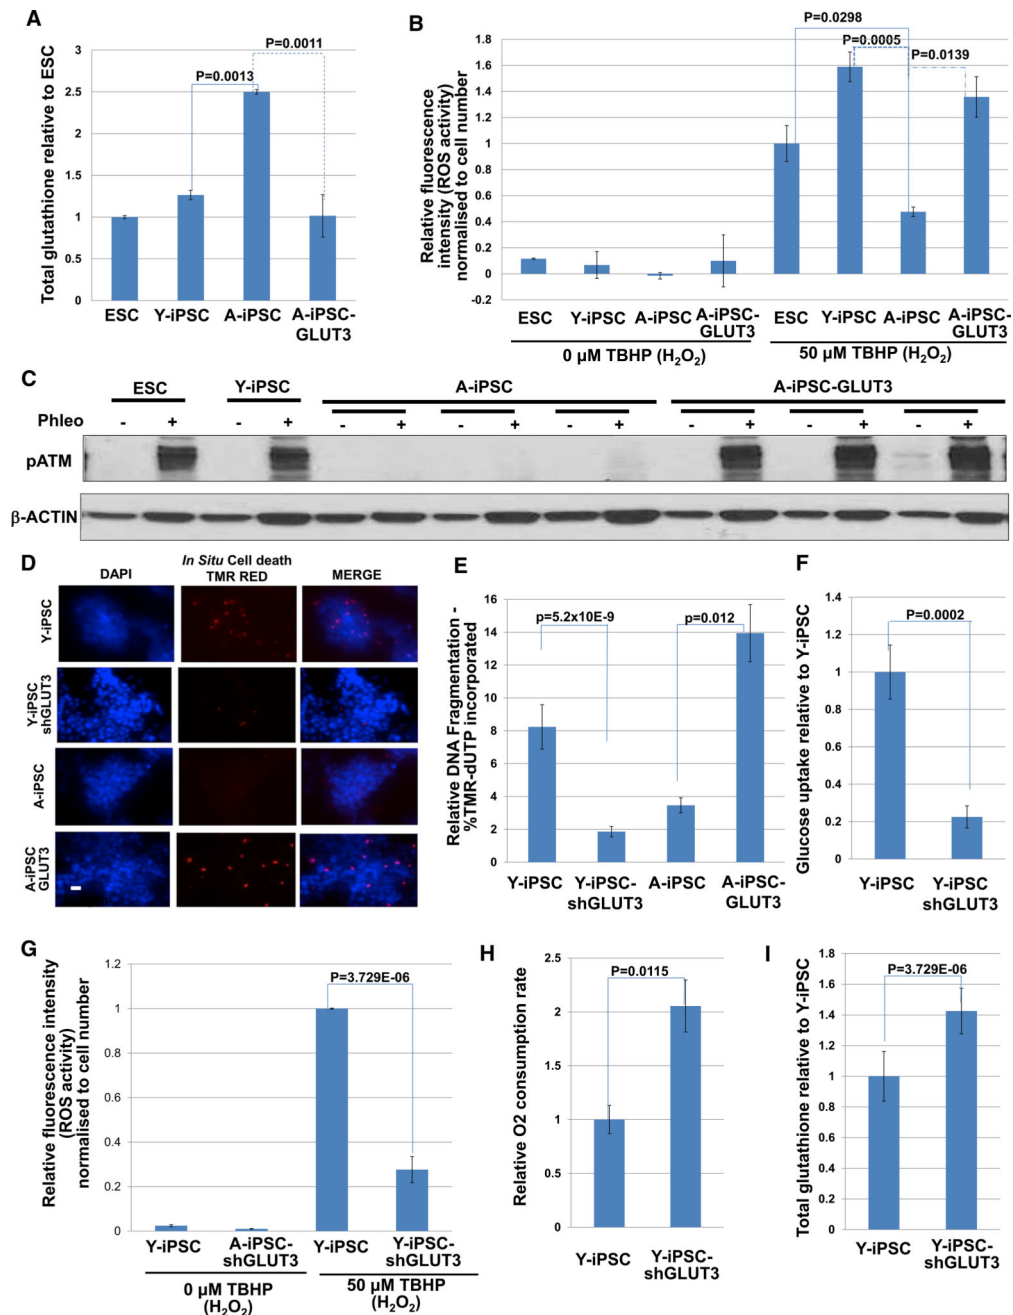 A
Total glutathione relative to ESC
3
2.5
2
1.5
1
0.5
0
P=0.0013
P=0.0011
ESC
Y-iPSC
A-iPSC
A-iPSC-
GLUT3
B
Relative fluorescence
intensity (ROS activity)
normalised to cell number
1.8
1.6
1.4
1.2
1
0.8
0.6
0.4
0.2
0
-0.2
P=0.0298
P=0.0005
P=0.0139
ESC
Y-iPSC
A-iPSC
A-iPSC-
GLUT3
0 µM TBHP (H₂O₂)
ESC
Y-iPSC
A-iPSC
A-iPSC-
GLUT3
50 µM TBHP (H₂O₂)
C
ESC
Y-iPSC
A-iPSC
A-iPSC-GLUT3
Phleo - + - + - + - + - + - + - + - +
pATM
β-ACTIN
D
DAPI
In Situ Cell death
TMR RED
MERGE
Y-iPSC
Y-iPSC
shGLUT3
A-iPSC
A-iPSC
GLUT3
E
Relative DNA Fragmentation -
%TMR-dUTP incorporated
16
14
12
10
8
6
4
2
0
p=5.2x10E-9
p=0.012
Y-iPSC
Y-iPSC-
shGLUT3
A-iPSC
A-iPSC-
GLUT3
F
Glucose uptake relative to Y-iPSC
1.4
1.2
1
0.8
0.6
0.4
0.2
0
P=0.0002
Y-iPSC
Y-iPSC
shGLUT3
G
Relative fluorescence intensity
(ROS activity)
normalised to cell number
1.2
1
0.8
0.6
0.4
0.2
0
P=3.729E-06
Y-iPSC
A-iPSC-
shGLUT3
0 µM TBHP
(H₂O₂)
Y-iPSC
Y-iPSC-
shGLUT3
50 µM TBHP
(H₂O₂)
H
Relative O2 consumption rate
2.5
2
1.5
1
0.5
0
P=0.0115
Y-iPSC
Y-iPSC-
shGLUT3
I
Total glutathione relative to Y-iPSC
1.8
1.6
1.4
1.2
1
0.8
0.6
0.4
0.2
0
P=3.729E-06
Y-iPSC
Y-iPSC-
shGLUT3